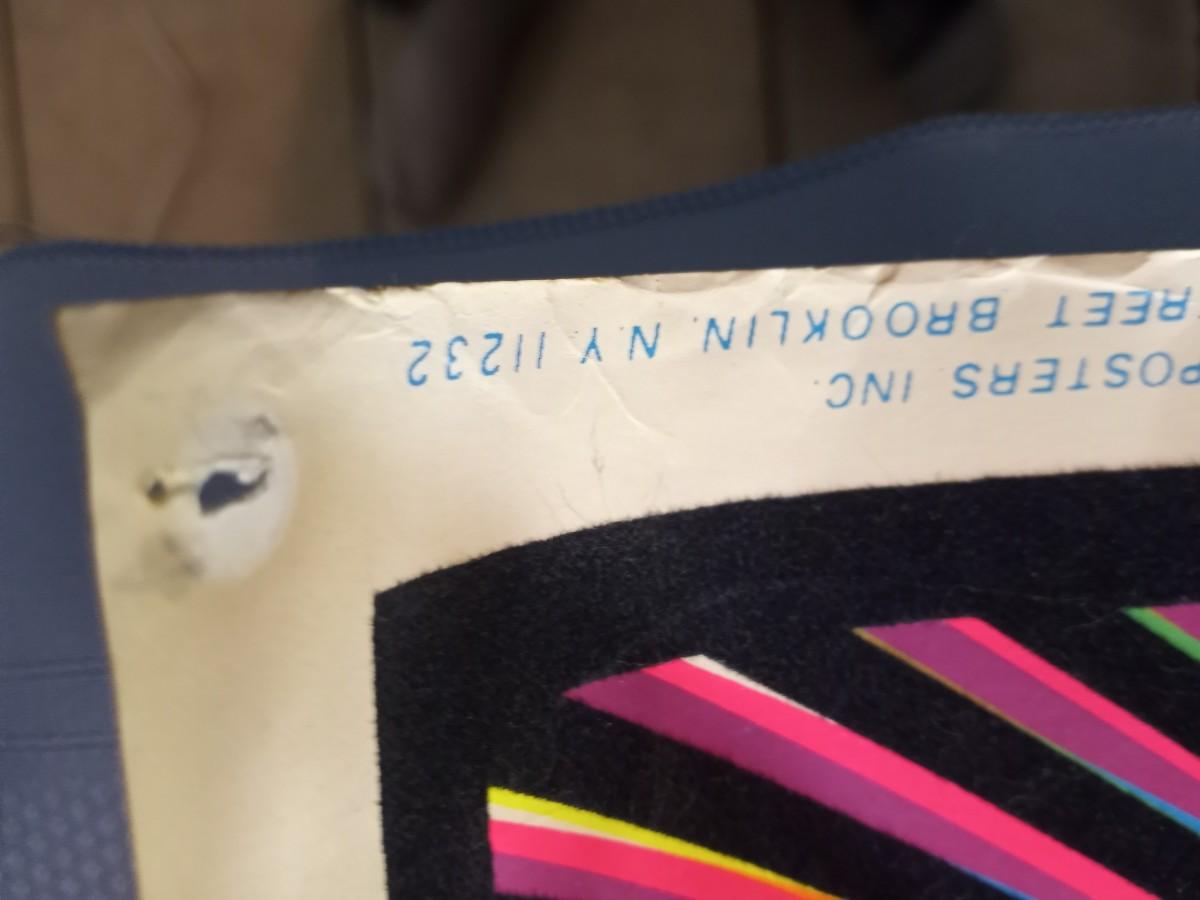 POSTERS INC.
REET BROOKLIN. N.Y. 11232